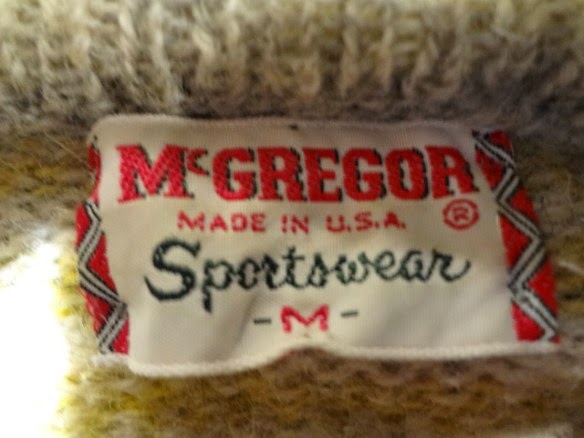 McGREGOR
MADE IN U.S.A. ®
Sportswear
-M-